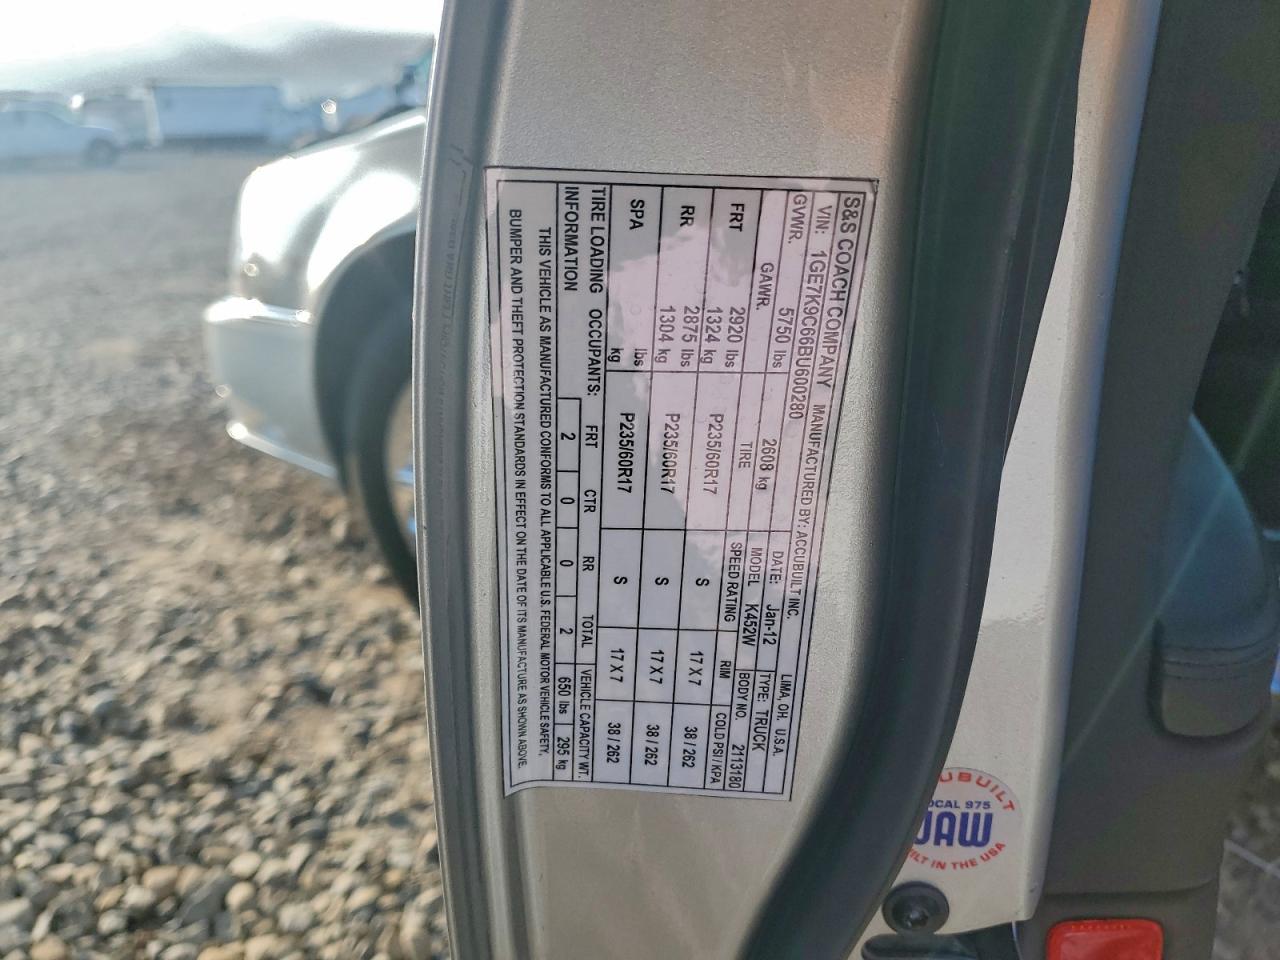 S&S COACH COMPANY MANUFACTURED BY: ACCUBUILT INC. LIMA, OH. U.S.A.
VIN: 1GE7K9C66BU600280 DATE: Jan-12 TYPE: TRUCK
GVWR. 5750 lbs 2608 kg MODEL K452W BODY NO. 2113180
GAWR. TIRE SPEED RATING RIM COLD PSI / KPA
FRT 2920 lbs 1324 kg P235/60R17 S 17 X 7 38 / 262
RR 2875 lbs 1304 kg P235/60R17 S 17 X 7 38 / 262
SPA lbs kg P235/60R17 S 17 X 7 38 / 262
TIRE LOADING OCCUPANTS: FRT CTR RR TOTAL VEHICLE CAPACITY WT.
INFORMATION 2 0 0 2 650 lbs 295 kg
THIS VEHICLE AS MANUFACTURED CONFORMS TO ALL APPLICABLE U.S. FEDERAL MOTOR VEHICLE SAFETY,
BUMPER AND THEFT PROTECTION STANDARDS IN EFFECT ON THE DATE OF ITS MANUFACTURE AS SHOWN ABOVE.
LOCAL 975
UAW
IN THE USA